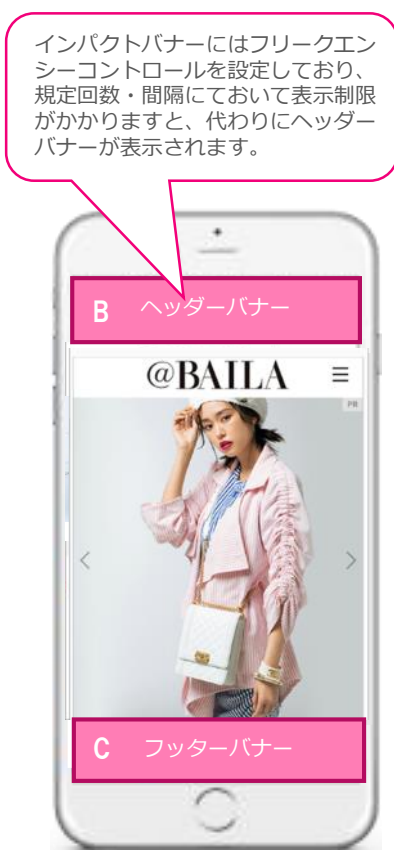 インパクトバナーにはフリークエン
シーコントロールを設定しており、
規定回数・間隔にておいて表示制限
がかかりますと、代わりにヘッダー
バナーが表示されます。
B ヘッダーバナー
@BAILA
PR
C フッターバナー